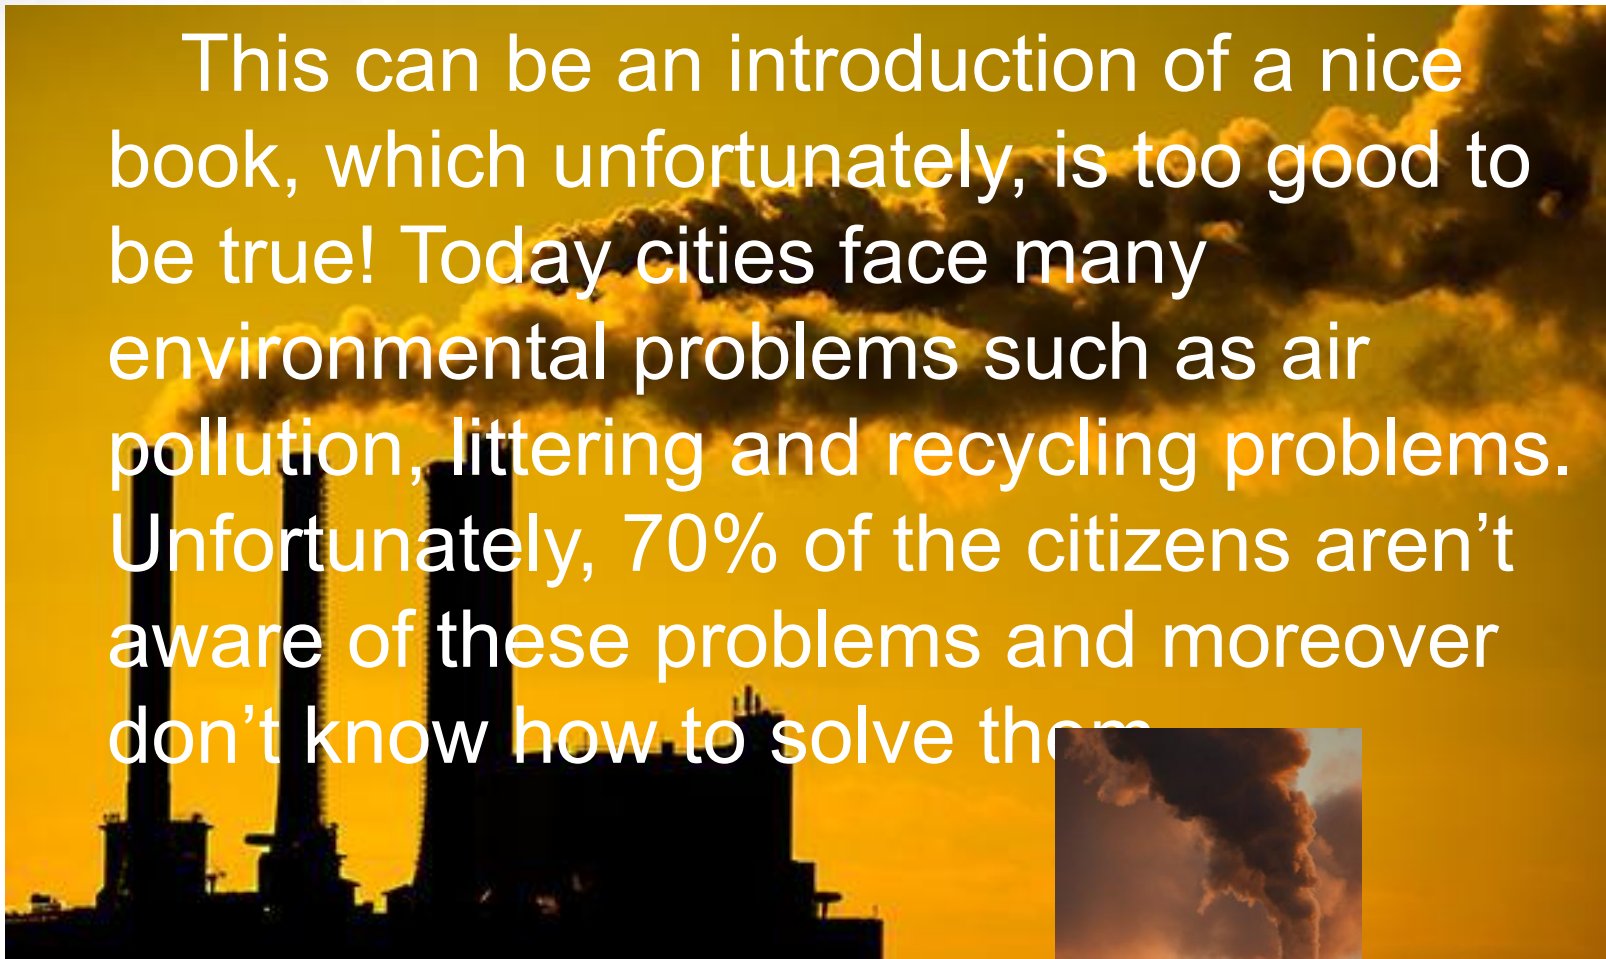 This can be an introduction of a nice
book, which unfortunately, is too good to
be true! Today cities face many
environmental problems such as air
pollution, littering and recycling problems.
Unfortunately, 70% of the citizens aren’t
aware of these problems and moreover
don’t know how to solve them